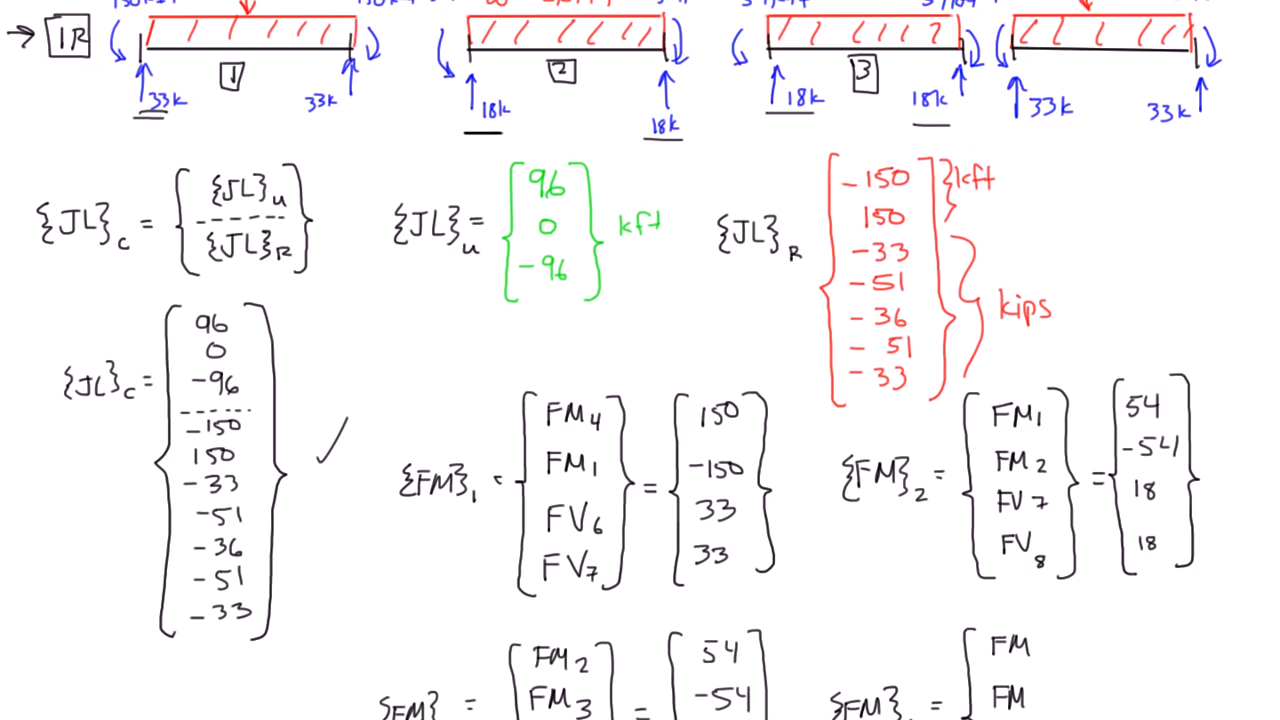 → 1R
1 2 3
33k 33k 18k 18k 18k 18k 33k 33k
{JL}c = { {JL}u / {JL}R }
{JL}u = { 96 0 -96 } kft
{JL}R { -150 150 -33 -51 -36 -51 -33 } kft kips
{JL}c = { 96 0 -96 -150 150 -33 -51 -36 -51 -33 } ✓
{FM}1 = { FM4 FM1 FV6 FV7 } = { 150 -150 33 33 }
{FM}2 = { FM1 FM2 FV7 FV8 } = { 54 -54 18 18 }
{FM} = { FM2 FM3 = { 54 -54
{FM} = { FM FM